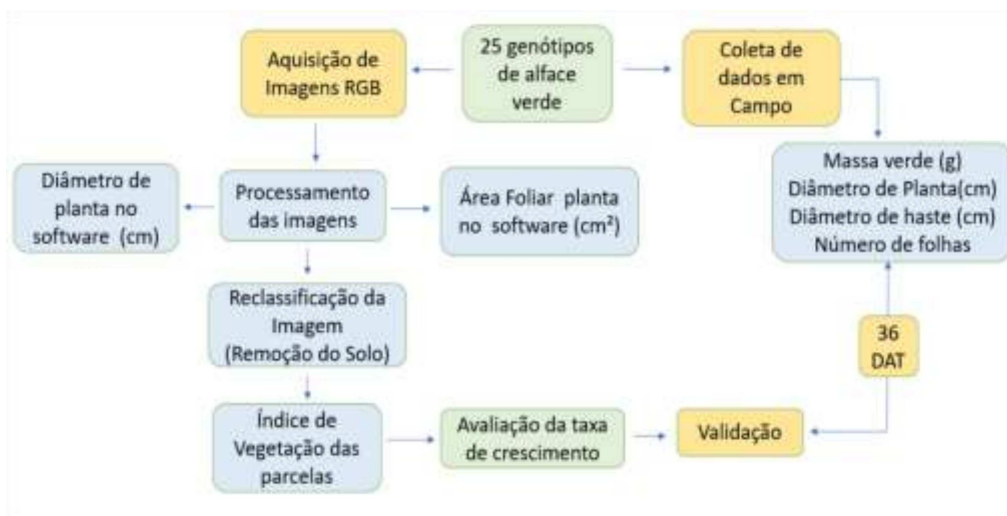 Aquisição de
Imagens RGB
25 genótipos
de alface
verde
Coleta de
dados em
Campo
Diâmetro de
planta no
software (cm)
Processamento
das imagens
Área Foliar planta
no software (cm²)
Massa verde (g)
Diâmetro de Planta(cm)
Diâmetro de haste (cm)
Número de folhas
Reclassificação da
Imagem
(Remoção do Solo)
36
DAT
Índice de
Vegetação das
parcelas
Avaliação da taxa
de crescimento
Validação